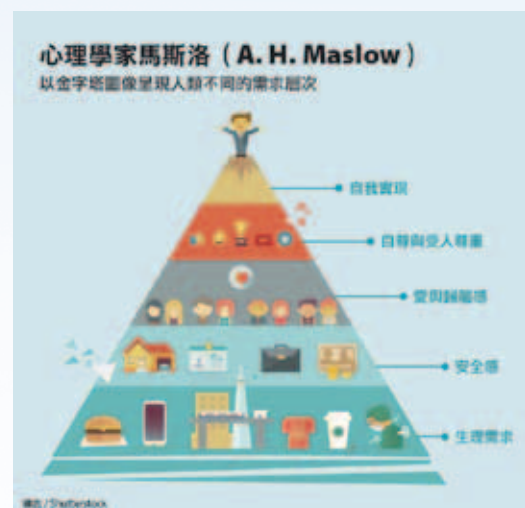 心理學家馬斯洛（A. H. Maslow）
以金字塔圖像呈現人類不同的需求層次
自我實現
自尊與受人尊重
愛與歸屬感
安全感
生理需求
/Shutterstock